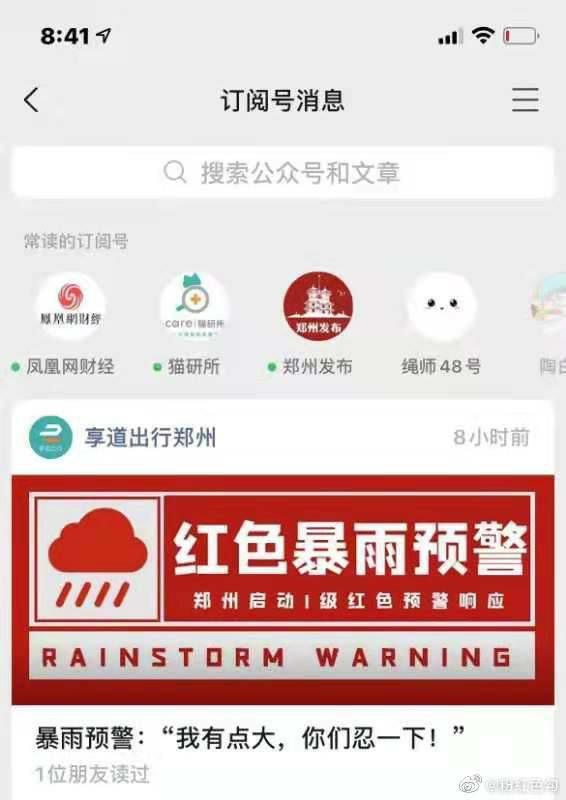 8:41
订阅号消息
搜索公众号和文章
常读的订阅号
鳳凰網财經
care 猫研所
郑州发布
凤凰网财经
猫研所
郑州发布
绳师48号
陶白
享道出行郑州
8小时前
红色暴雨预警
郑州启动I级红色预警响应
RAINSTORM WARNING
暴雨预警：“我有点大，你们忍一下！”
1位朋友读过